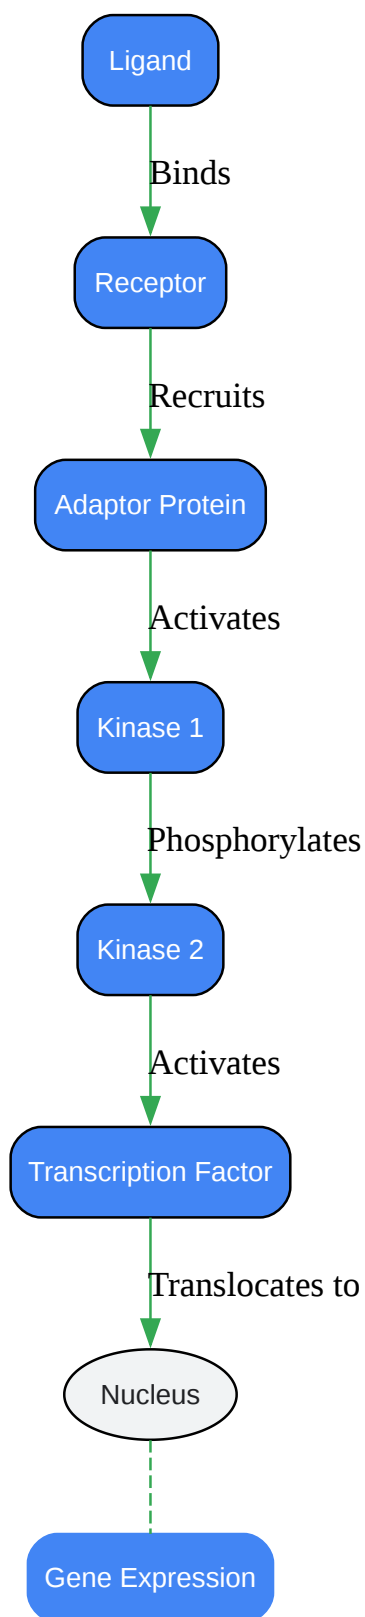 Ligand
Binds
Receptor
Recruits
Adaptor Protein
Activates
Kinase 1
Phosphorylates
Kinase 2
Activates
Transcription Factor
Translocates to
Nucleus
Gene Expression